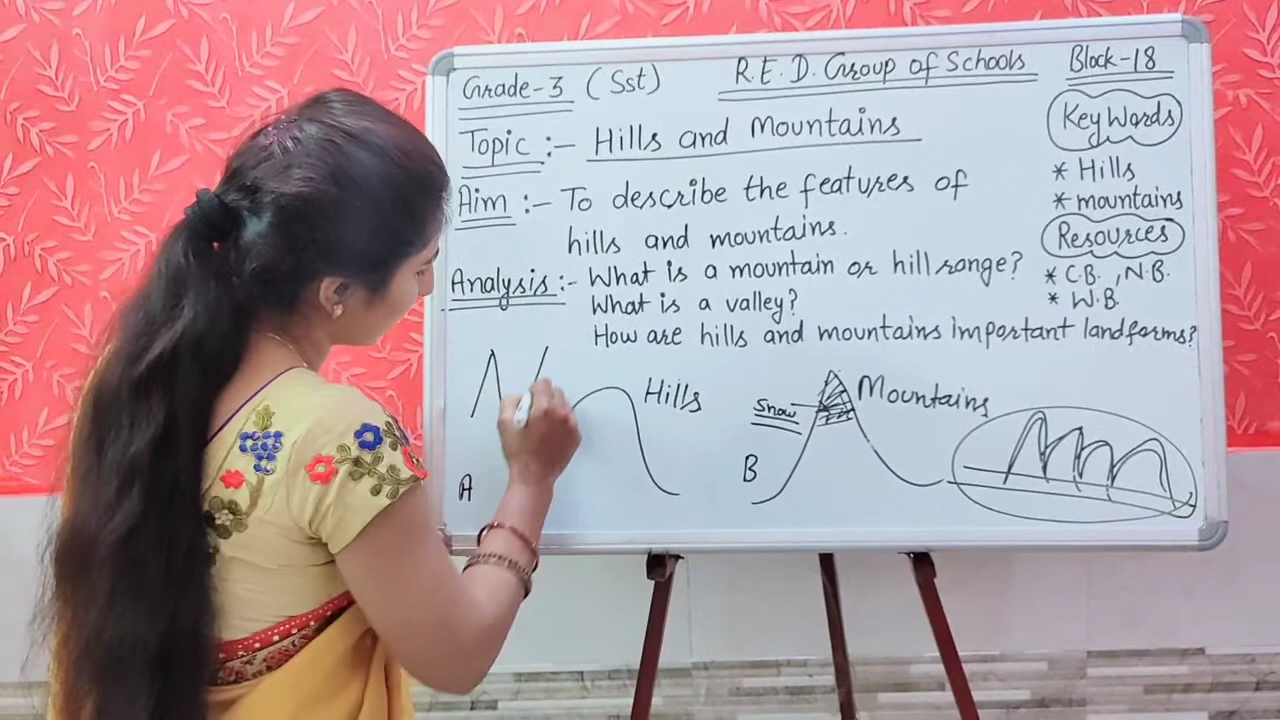 Grade-3 (Sst) R.E.D. Group of Schools Block-18
Topic :- Hills and Mountains
Aim :- To describe the features of
hills and mountains.
Analysis :- What is a mountain or hill range?
What is a valley?
How are hills and mountains important landforms?
Key Words
* Hills
* mountains
Resources
* C.B., N.B.
* W.B.
Hills
A
Snow
Mountains
B